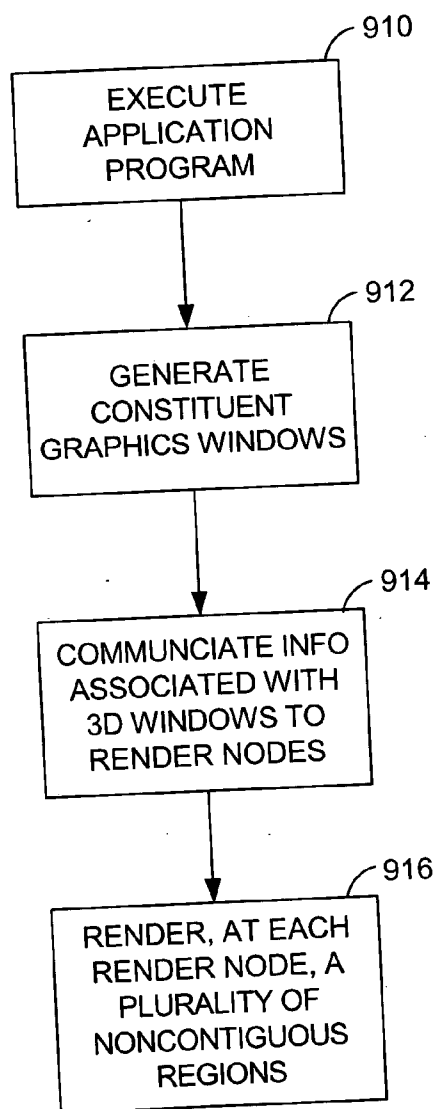 910
EXECUTE
APPLICATION
PROGRAM
912
GENERATE
CONSTITUENT
GRAPHICS WINDOWS
914
COMMUNCIATE INFO
ASSOCIATED WITH
3D WINDOWS TO
RENDER NODES
916
RENDER, AT EACH
RENDER NODE, A
PLURALITY OF
NONCONTIGUOUS
REGIONS